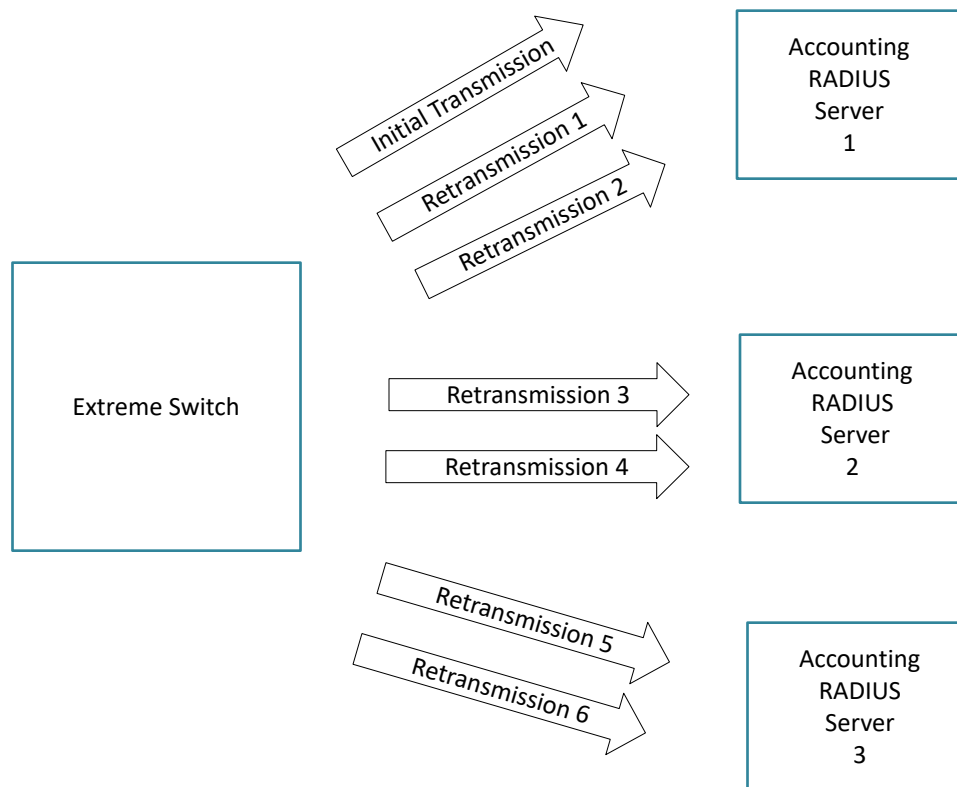 Initial Transmission
Retransmission 1
Retransmission 2
Accounting
RADIUS
Server
1
Extreme Switch
Retransmission 3
Retransmission 4
Accounting
RADIUS
Server
2
Retransmission 5
Retransmission 6
Accounting
RADIUS
Server
3